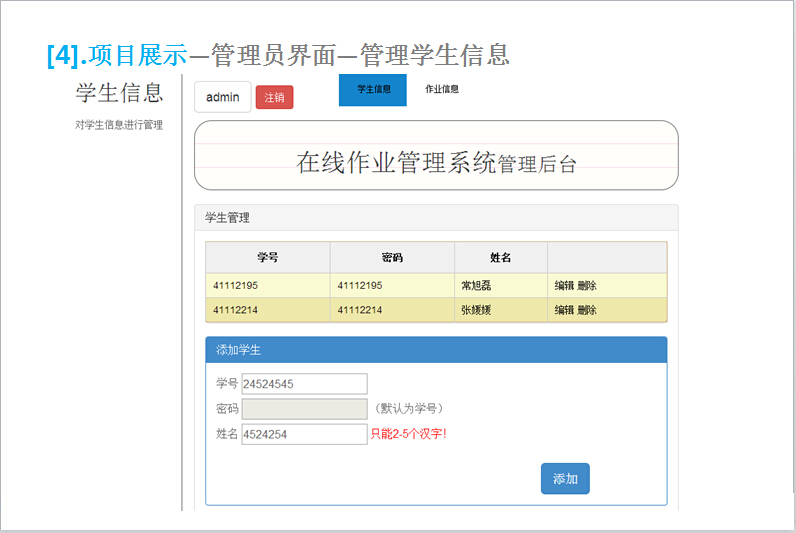 [4].项目展示—管理员界面—管理学生信息
学生信息
对学生信息进行管理
admin 注销 学生信息 作业信息
在线作业管理系统管理后台
学生管理
学号 密码 姓名
41112195 41112195 常旭磊 编辑 删除
41112214 41112214 张媛媛 编辑 删除
添加学生
学号 24524545
密码 （默认为学号）
姓名 4524254 只能2-5个汉字!
添加